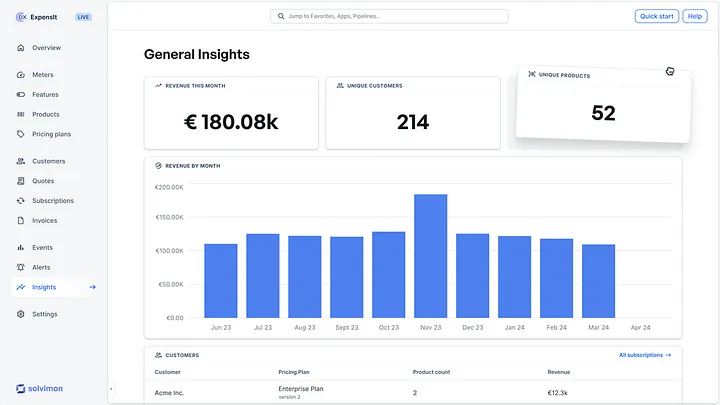 Expensit
LIVE
Jump to Favorites, Apps, Pipelines...
Quick start
Help
Overview
Meters
Features
Products
Pricing plans
Customers
Quotes
Subscriptions
Invoices
Events
Alerts
Insights
Settings
solvimon
General Insights
REVENUE THIS MONTH
€ 180.08k
UNIQUE CUSTOMERS
214
UNIQUE PRODUCTS
52
REVENUE BY MONTH
€200.00K
€150.00K
€100.00K
€50.00K
€0.00
Jun 23 Jul 23 Aug 23 Sept 23 Oct 23 Nov 23 Dec 23 Jan 24 Feb 24 Mar 24 Apr 24
CUSTOMERS
All subscriptions
Customer Pricing Plan Product count Revenue
Acme Inc. Enterprise Plan 2 €12.3k
version 2